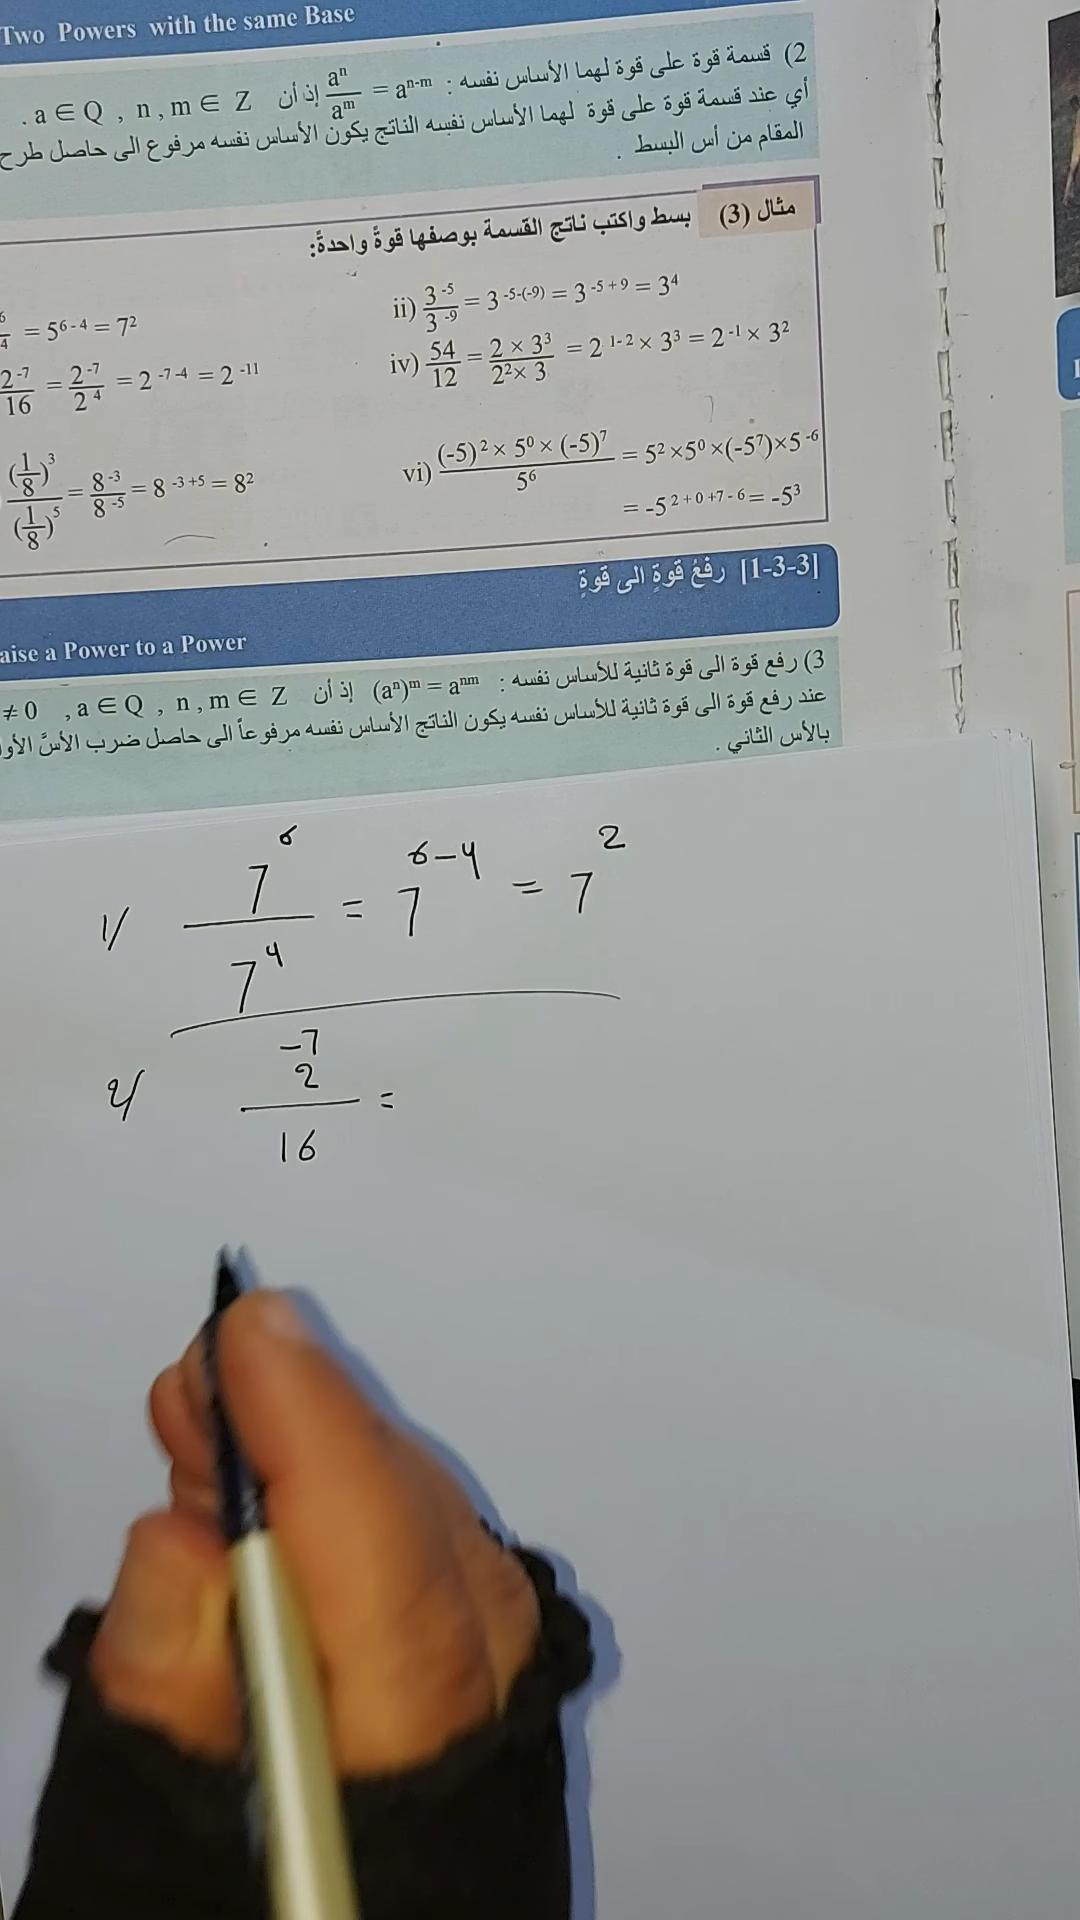 Two Powers with the same Base
2) قسمة قوة على قوة لهما الأساس نفسه : aⁿ/aᵐ = aⁿ⁻ᵐ إذ أن a ∈ Q , n , m ∈ Z .
أي عند قسمة قوة على قوة لهما الأساس نفسه الناتج يكون الأساس نفسه مرفوع الى حاصل طرح
المقام من أس البسط .
مثال (3) بسط واكتب ناتج القسمة بوصفها قوةً واحدةً:
= 5⁶⁻⁴ = 7² ii) 3⁻⁵/3⁻⁹ = 3⁻⁵⁻⁽⁻⁹⁾ = 3⁻⁵⁺⁹ = 3⁴
2⁻⁷/16 = 2⁻⁷/2⁴ = 2⁻⁷⁻⁴ = 2⁻¹¹ iv) 54/12 = (2 × 3³)/(2² × 3) = 2¹⁻² × 3³ = 2⁻¹ × 3²
(1/8)³/(1/8)⁵ = 8⁻³/8⁻⁵ = 8⁻³⁺⁵ = 8² vi) ((-5)² × 5⁰ × (-5)⁷)/5⁶ = 5² × 5⁰ × (-5⁷) × 5⁻⁶
= -5²⁺⁰⁺⁷⁻⁶ = -5³
[1-3-3] رفعُ قوةٍ الى قوةٍ
aise a Power to a Power
3) رفع قوة الى قوة ثانية للأساس نفسه : (aⁿ)ᵐ = aⁿᵐ إذ أن a ∈ Q , n , m ∈ Z , ≠ 0
عند رفع قوة الى قوة ثانية للأساس نفسه يكون الناتج الأساس نفسه مرفوعاً الى حاصل ضرب الأسَّ الأو
بالأس الثاني .
1/ 7⁶/7⁴ = 7⁶⁻⁴ = 7²
2/ 2⁻⁷/16 =